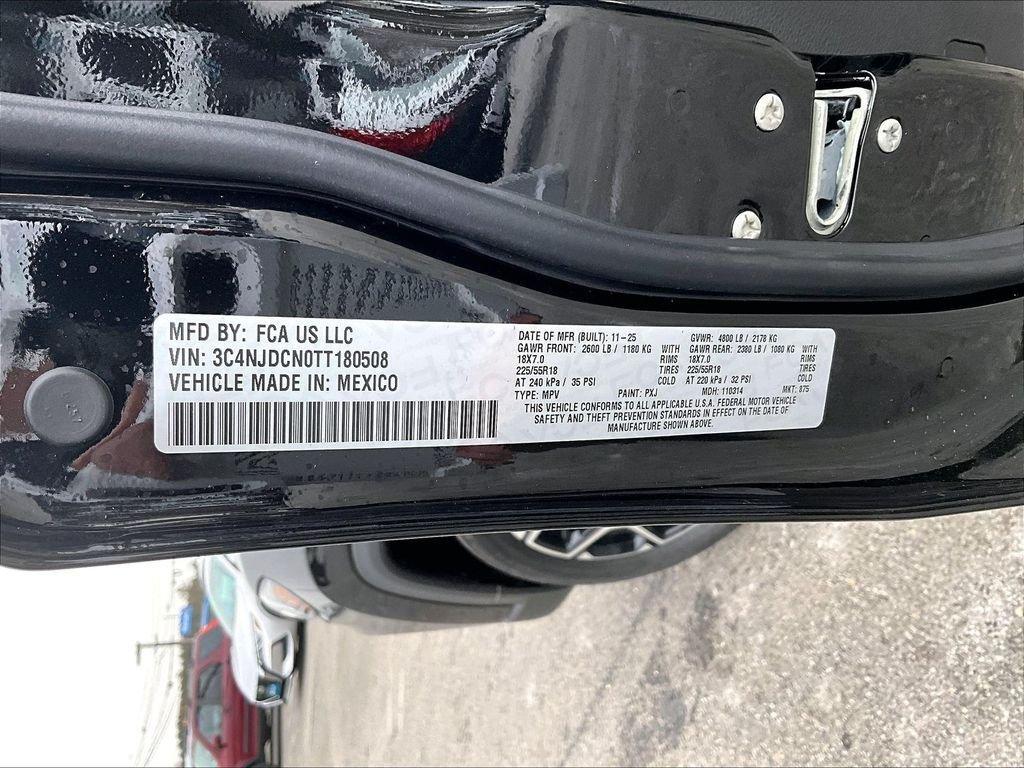 MFD BY: FCA US LLC
VIN: 3C4NJDCN0TT180508
VEHICLE MADE IN: MEXICO
DATE OF MFR (BUILT): 11-25 GVWR: 4800 LB / 2178 KG
GAWR FRONT: 2600 LB / 1180 KG WITH GAWR REAR: 2380 LB / 1080 KG WITH
18X7.0 RIMS 18X7.0 RIMS
225/55R18 TIRES 225/55R18 TIRES
AT 240 kPa / 35 PSI COLD AT 220 kPa / 32 PSI COLD
TYPE: MPV PAINT: PXJ MDH: 110314 MKT: 875
THIS VEHICLE CONFORMS TO ALL APPLICABLE U.S.A. FEDERAL MOTOR VEHICLE
SAFETY AND THEFT PREVENTION STANDARDS IN EFFECT ON THE DATE OF
MANUFACTURE SHOWN ABOVE.